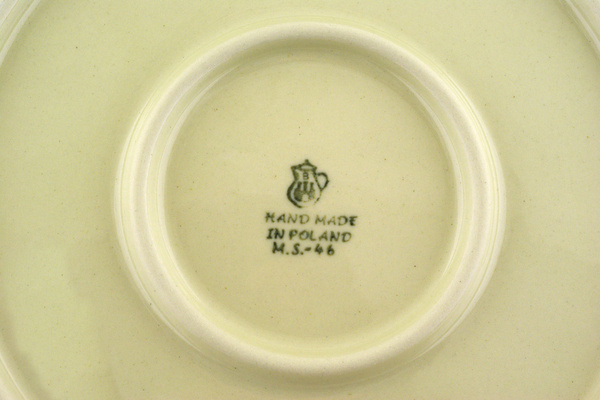 B
HAND MADE
IN POLAND
M.S.-46